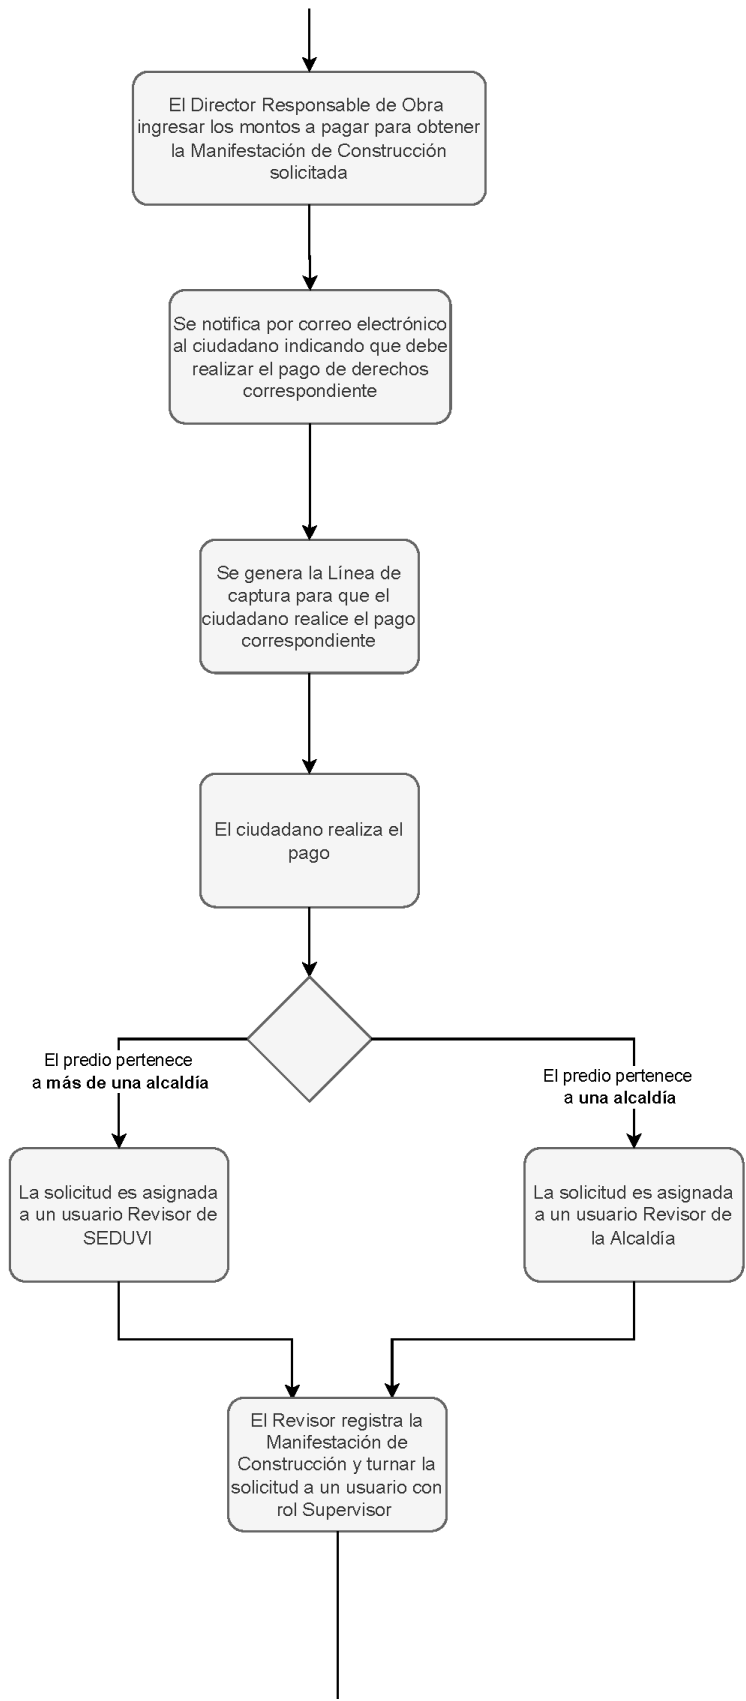 El Director Responsable de Obra
ingresar los montos a pagar para obtener
la Manifestación de Construcción
solicitada
Se notifica por correo electrónico
al ciudadano indicando que debe
realizar el pago de derechos
correspondiente
Se genera la Línea de
captura para que el
ciudadano realice el pago
correspondiente
El ciudadano realiza el
pago
El predio pertenece
a más de una alcaldía
El predio pertenece
a una alcaldía
La solicitud es asignada
a un usuario Revisor de
SEDUVI
La solicitud es asignada
a un usuario Revisor de
la Alcaldía
El Revisor registra la
Manifestación de
Construcción y turnar la
solicitud a un usuario con
rol Supervisor